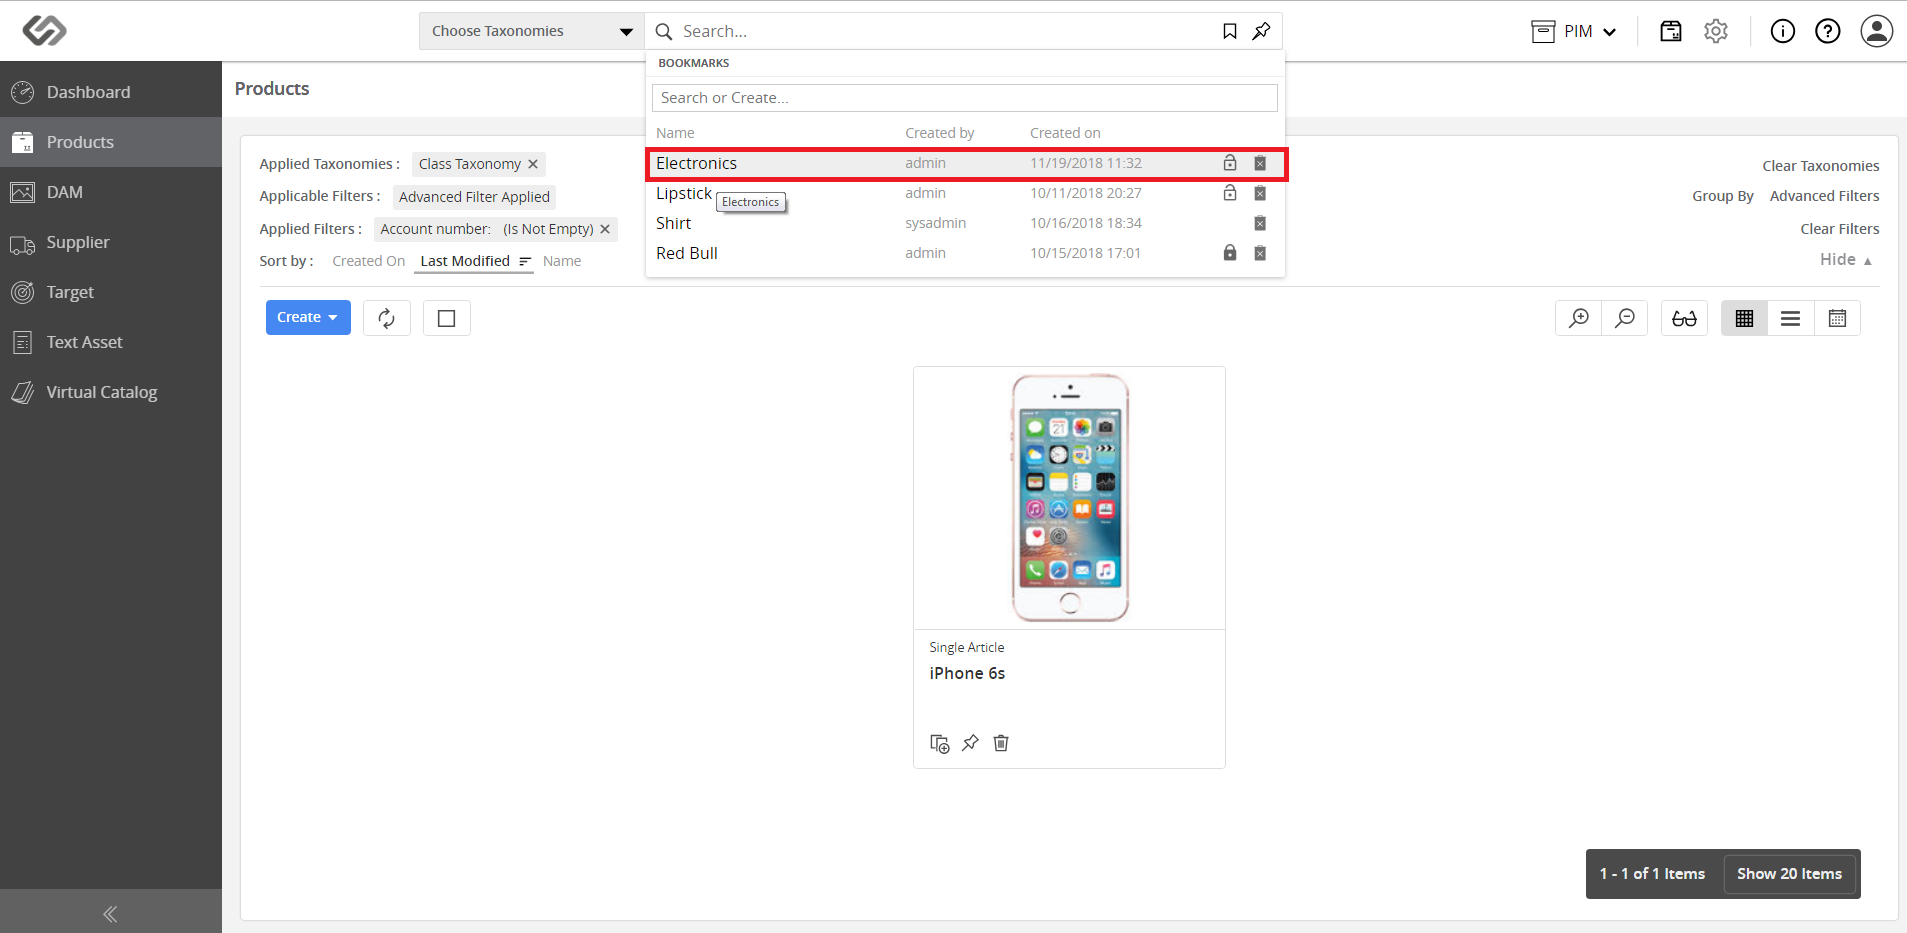 Choose Taxonomies
Search...
PIM
BOOKMARKS
Search or Create...
Name Created by Created on
Electronics admin 11/19/2018 11:32
Lipstick admin 10/11/2018 20:27
Electronics
Shirt sysadmin 10/16/2018 18:34
Red Bull admin 10/15/2018 17:01
Dashboard
Products
DAM
Supplier
Target
Text Asset
Virtual Catalog
Products
Applied Taxonomies : Class Taxonomy ✕
Applicable Filters : Advanced Filter Applied
Applied Filters : Account number: (Is Not Empty) ✕
Sort by : Created On Last Modified Name
Clear Taxonomies
Group By Advanced Filters
Clear Filters
Hide ▲
Create
Single Article
iPhone 6s
1 - 1 of 1 Items Show 20 Items